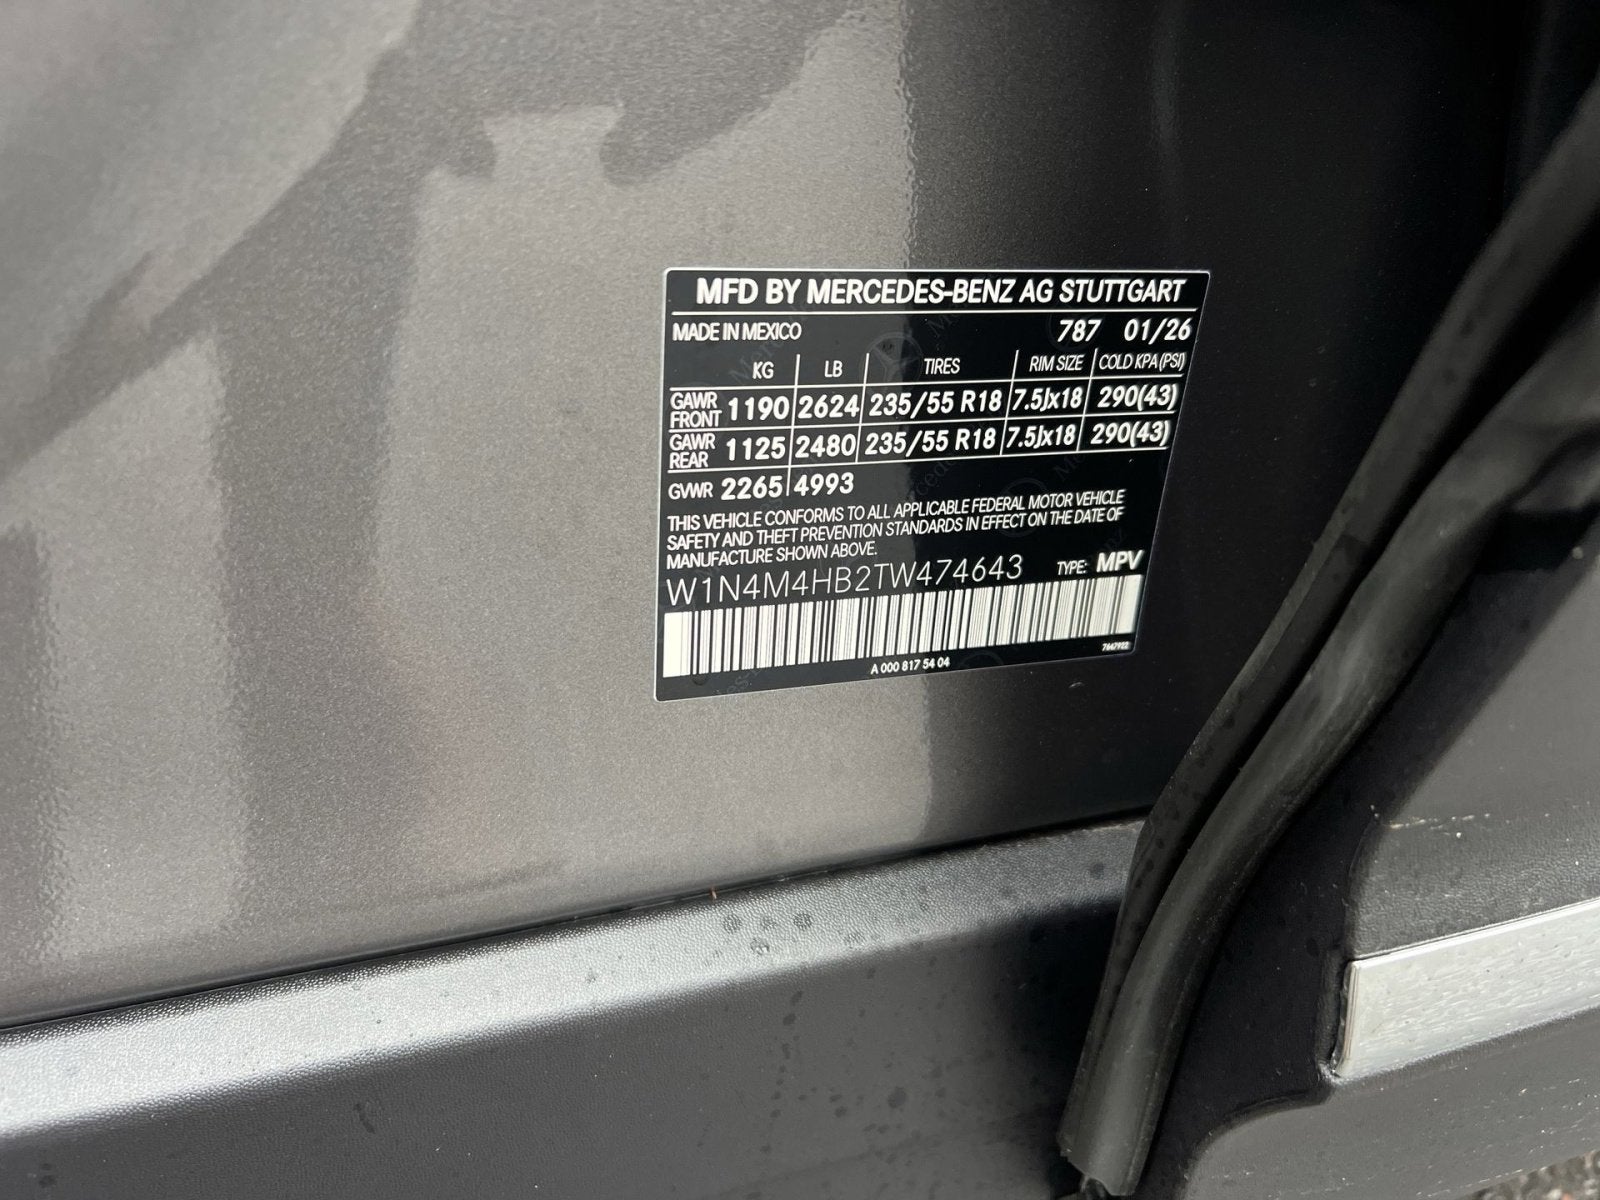 MFD BY MERCEDES-BENZ AG STUTTGART
MADE IN MEXICO 787 01/26
KG LB TIRES RIM SIZE COLD KPA(PSI)
GAWR FRONT 1190 2624 235/55 R18 7.5Jx18 290(43)
GAWR REAR 1125 2480 235/55 R18 7.5Jx18 290(43)
GVWR 2265 4993
THIS VEHICLE CONFORMS TO ALL APPLICABLE FEDERAL MOTOR VEHICLE
SAFETY AND THEFT PREVENTION STANDARDS IN EFFECT ON THE DATE OF
MANUFACTURE SHOWN ABOVE.
W1N4M4HB2TW474643 TYPE: MPV
A 000 817 54 04
7647922